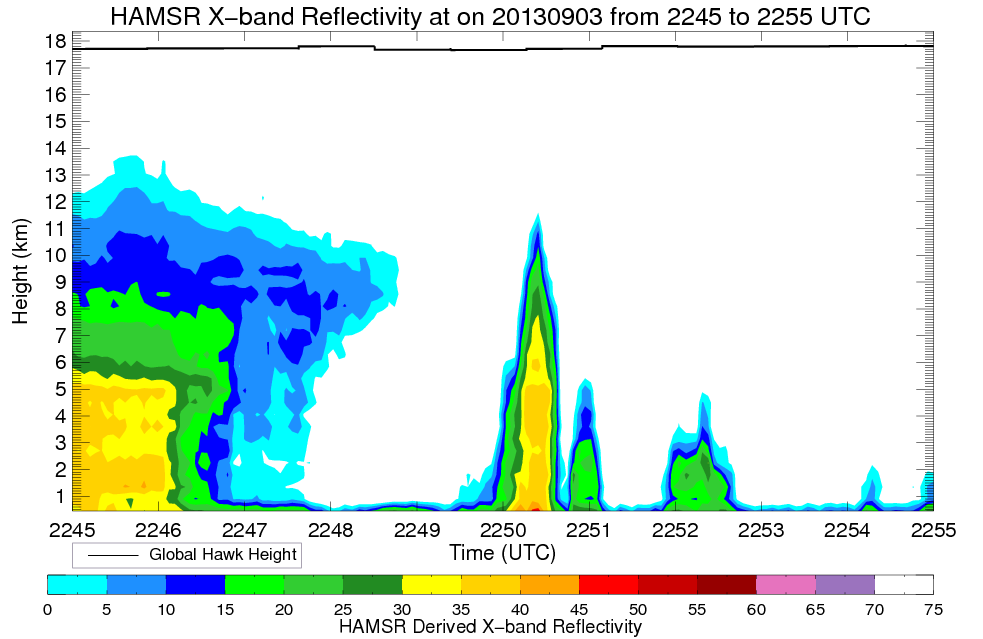 HAMSR X-band Reflectivity at on 20130903 from 2245 to 2255 UTC
18
17
16
15
14
13
12
11
10
9
8
7
6
5
4
3
2
1
Height (km)
2245 2246 2247 2248 2249 2250 2251 2252 2253 2254 2255
Time (UTC)
Global Hawk Height
0 5 10 15 20 25 30 35 40 45 50 55 60 65 70 75
HAMSR Derived X-band Reflectivity